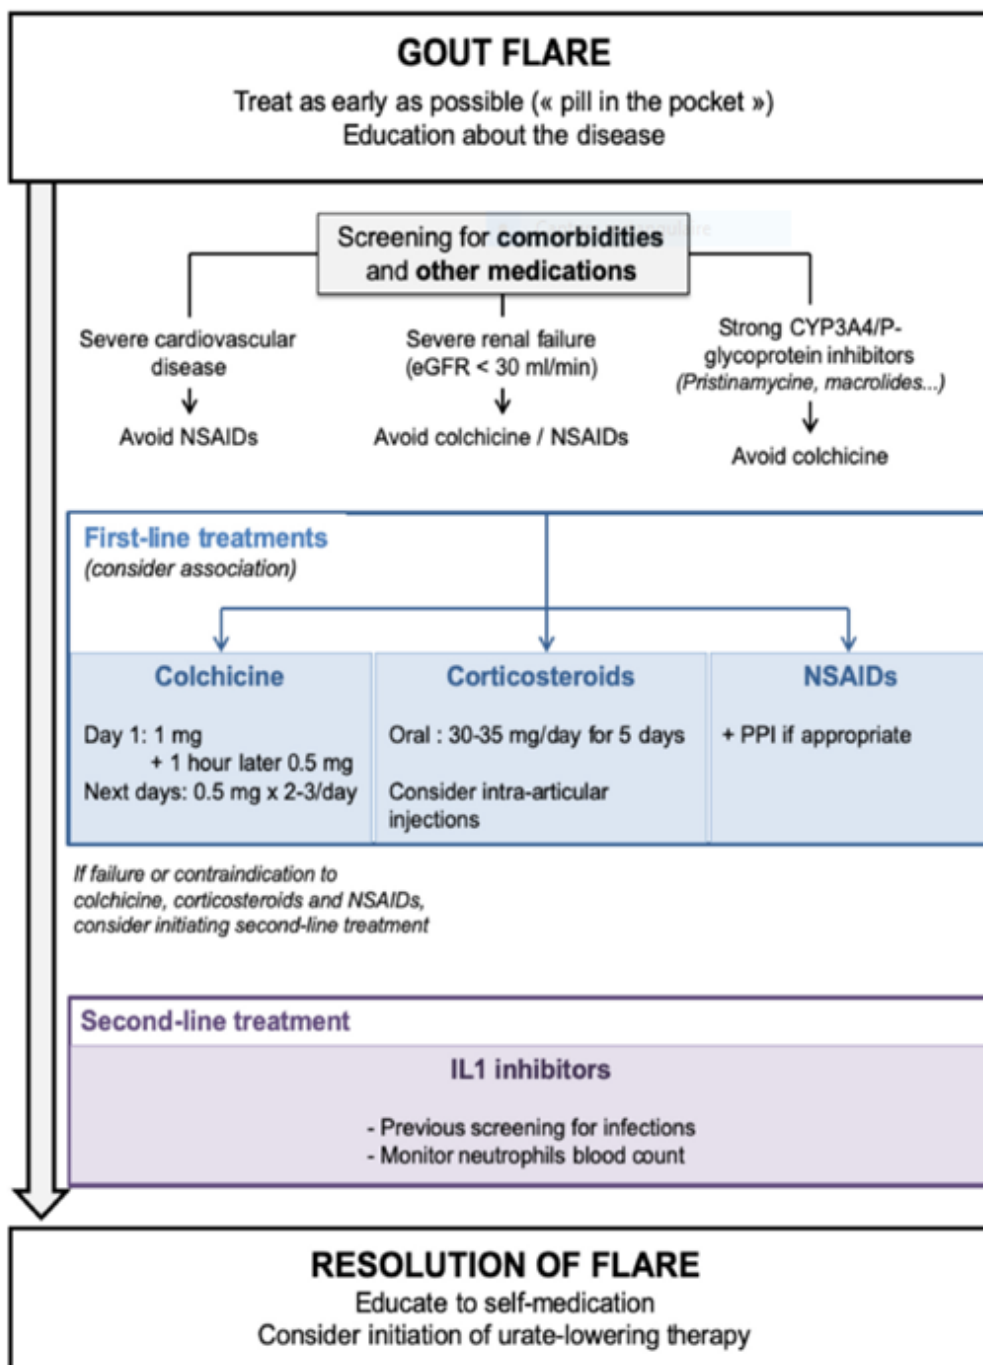 GOUT FLARE
Treat as early as possible (« pill in the pocket »)
Education about the disease
Screening for comorbidities
and other medications
Severe cardiovascular
disease
Avoid NSAIDs
Severe renal failure
(eGFR < 30 ml/min)
Avoid colchicine / NSAIDs
Strong CYP3A4/P-
glycoprotein inhibitors
(Pristinamycine, macrolides...)
Avoid colchicine
First-line treatments
(consider association)
Colchicine
Day 1: 1 mg
+ 1 hour later 0.5 mg
Next days: 0.5 mg x 2-3/day
Corticosteroids
Oral : 30-35 mg/day for 5 days
Consider intra-articular
injections
NSAIDs
+ PPI if appropriate
If failure or contraindication to
colchicine, corticosteroids and NSAIDs,
consider initiating second-line treatment
Second-line treatment
IL1 inhibitors
- Previous screening for infections
- Monitor neutrophils blood count
RESOLUTION OF FLARE
Educate to self-medication
Consider initiation of urate-lowering therapy